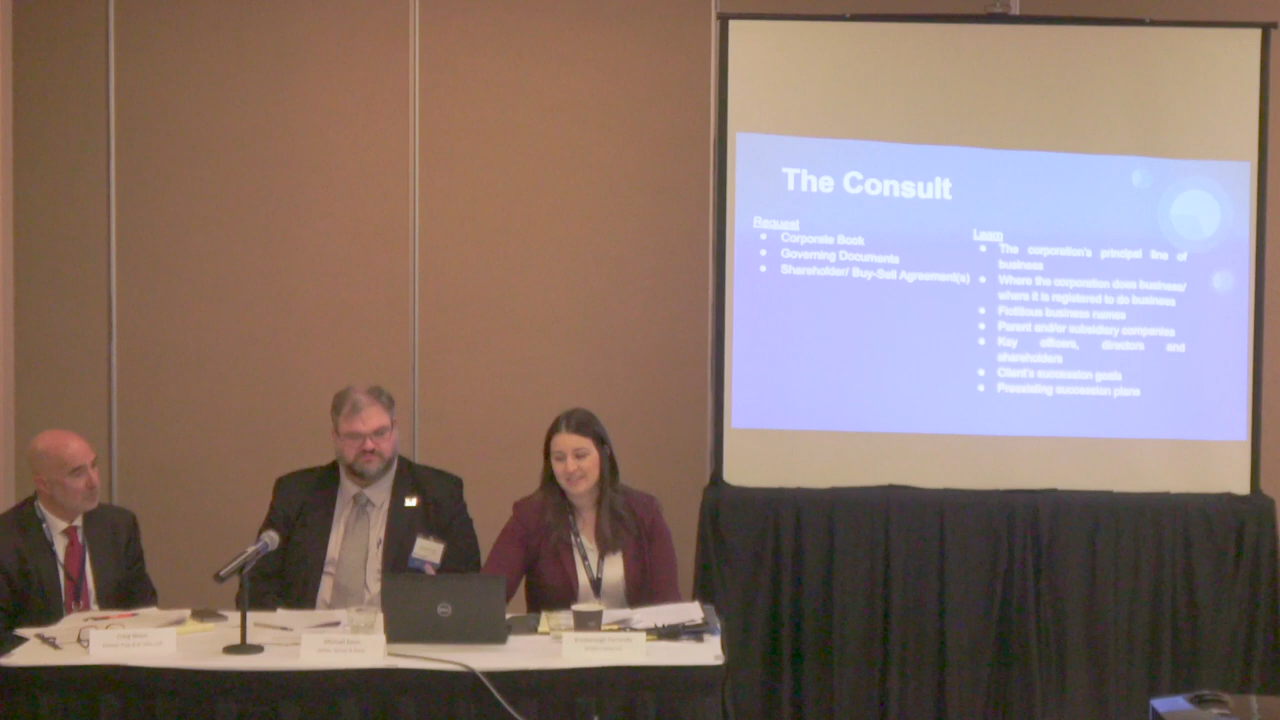 The Consult
Request
● Corporate Book
● Governing Documents
● Shareholder/ Buy-Sell Agreement(s)
Learn
● The corporation's principal line of
business
● Where the corporation does business/
where it is registered to do business
● Fictitious business names
● Parent and/or subsidiary companies
● Key officers, directors and
shareholders
● Client's succession goals
● Preexisting succession plans
DELL